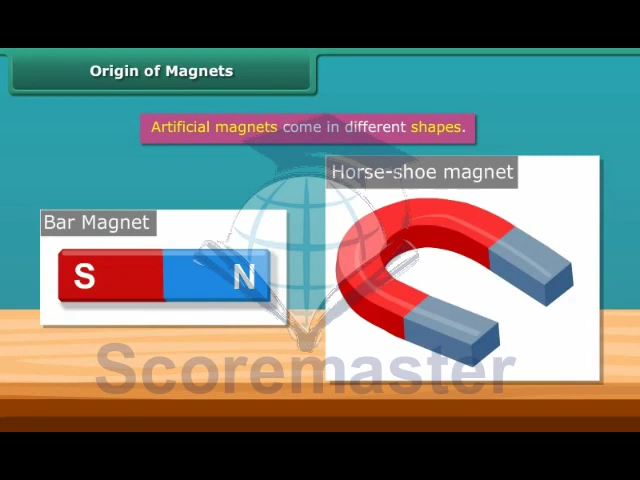 Origin of Magnets
Artificial magnets come in different shapes.
Horse-shoe magnet
Bar Magnet
S N
Scoremaster